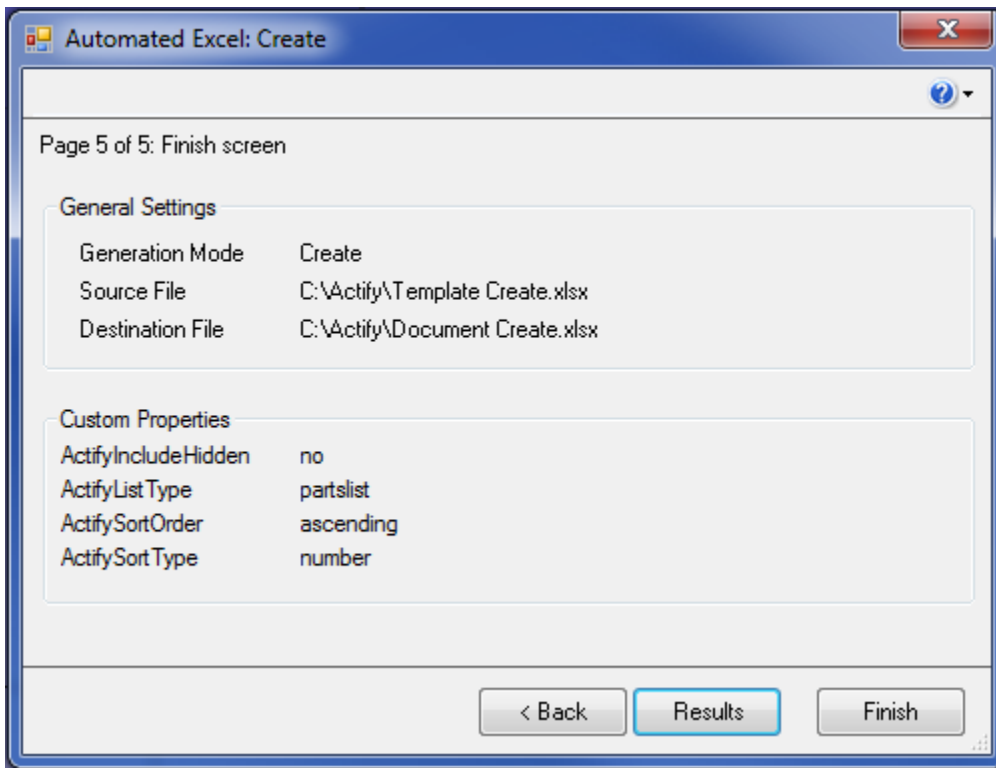 Automated Excel: Create
Page 5 of 5: Finish screen
General Settings
Generation Mode Create
Source File C:\Actify\Template Create.xlsx
Destination File C:\Actify\Document Create.xlsx
Custom Properties
ActifyIncludeHidden no
ActifyListType partslist
ActifySortOrder ascending
ActifySortType number
< Back Results Finish